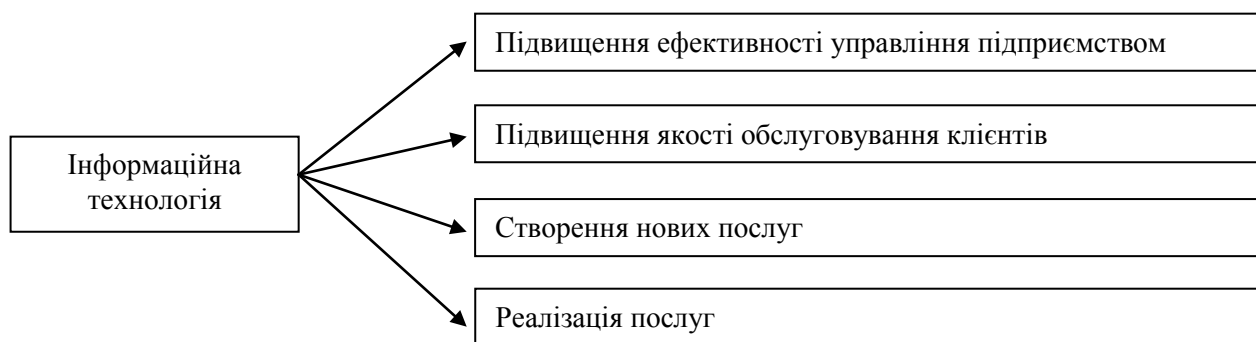 Підвищення ефективності управління підприємством
Підвищення якості обслуговування клієнтів
Інформаційна
технологія
Створення нових послуг
Реалізація послуг